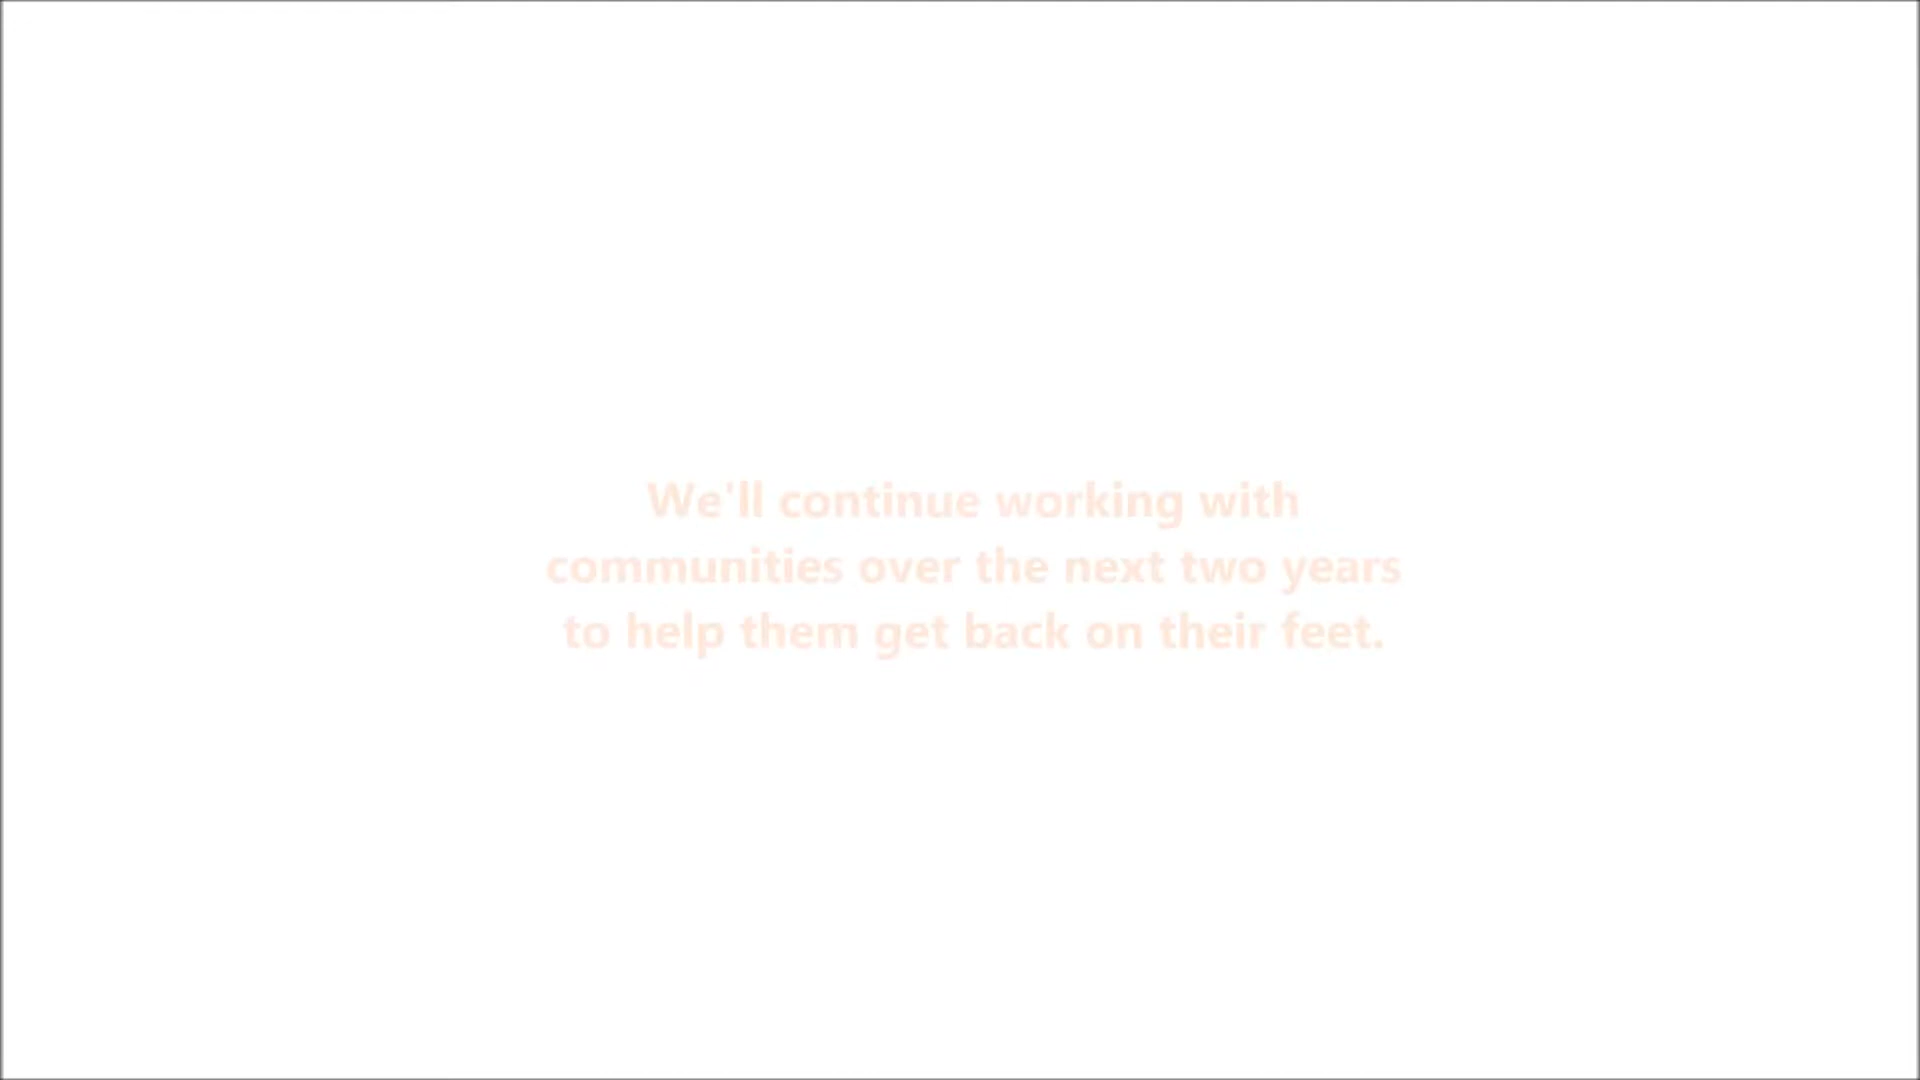 We'll continue working with
communities over the next two years
to help them get back on their feet.